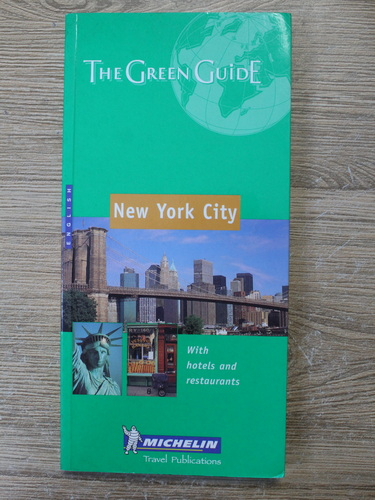 THE GREEN GUIDE
ENGLISH
New York City
With
hotels and
restaurants
MICHELIN
Travel Publications